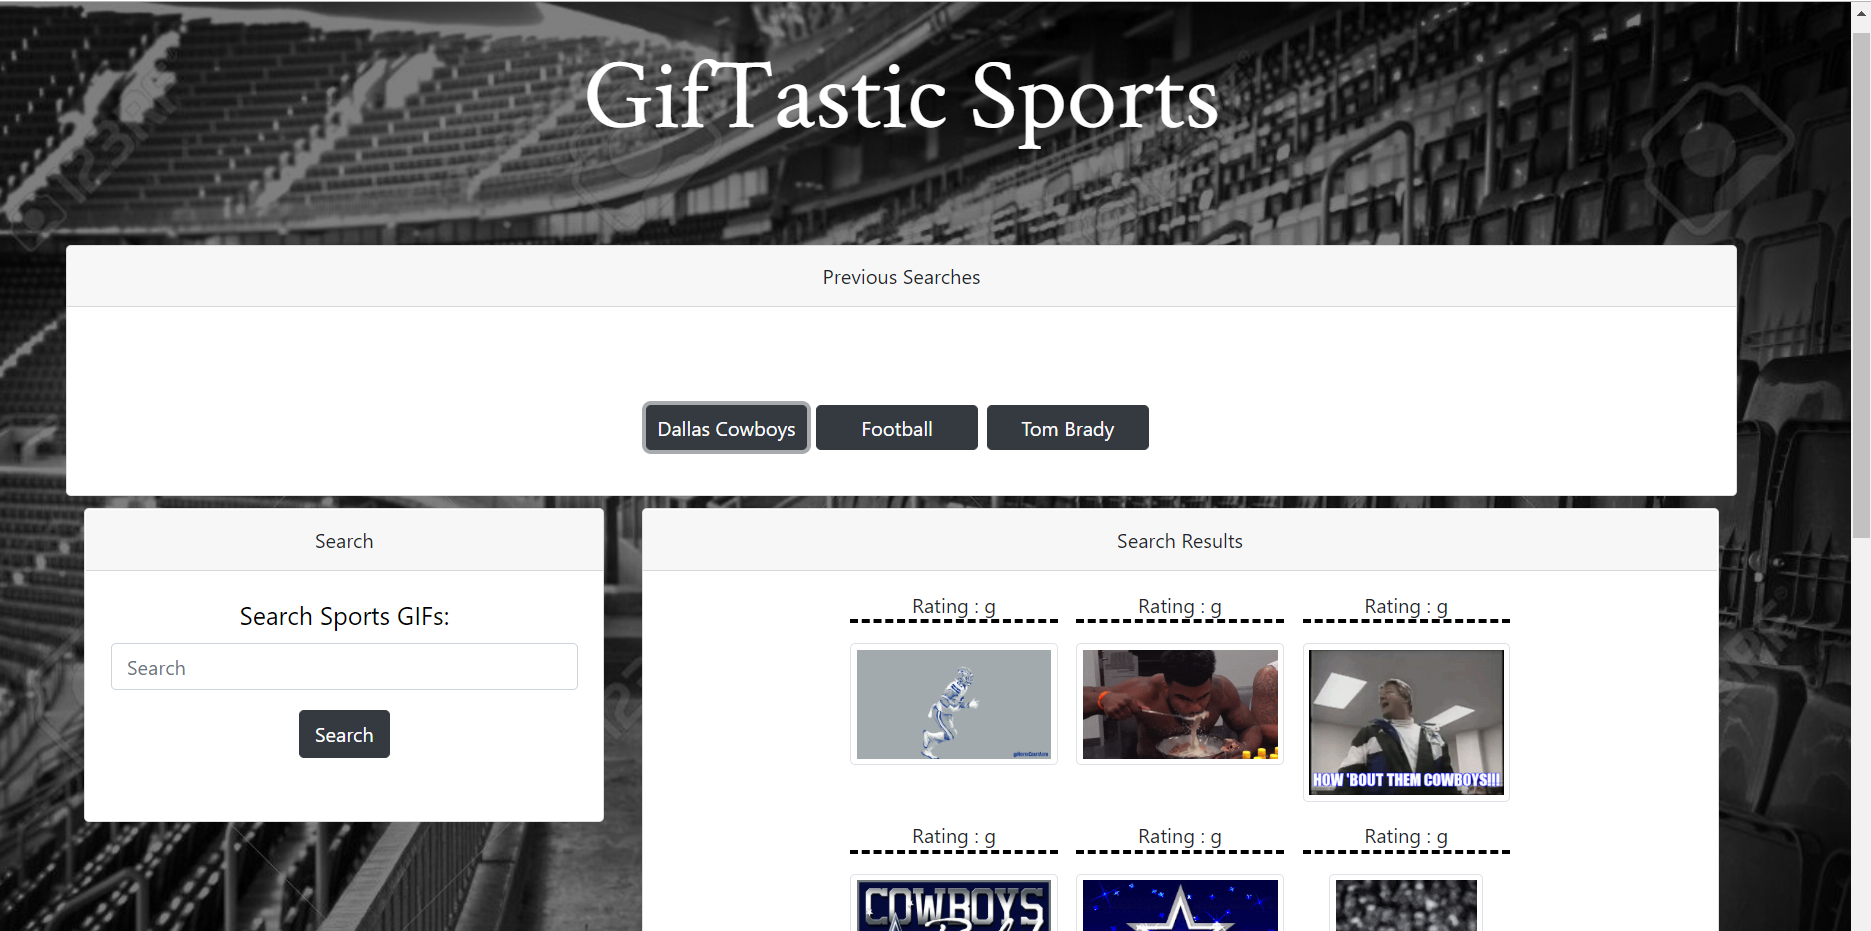 GifTastic Sports
Previous Searches
Dallas Cowboys
Football
Tom Brady
Search
Search Sports GIFs:
Search
Search
Search Results
Rating : g
Rating : g
Rating : g
HOW 'BOUT THEM COWBOYS!!!
Rating : g
Rating : g
Rating : g
COWBOYS